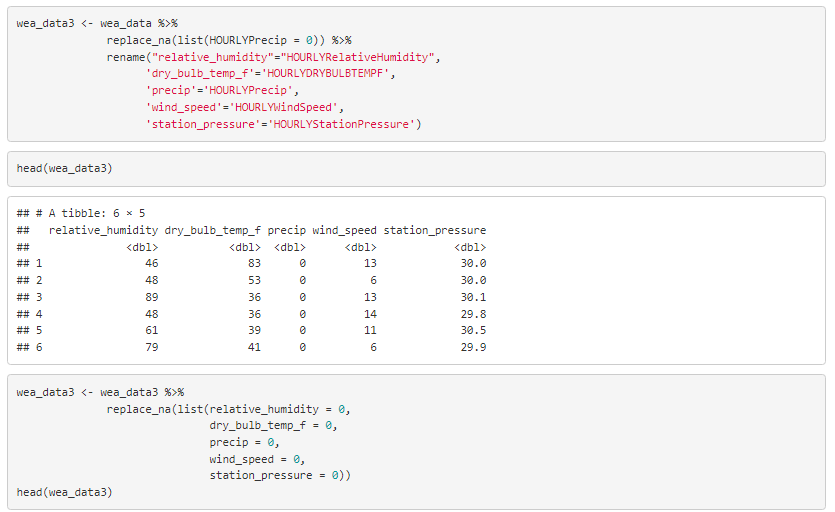 wea_data3 <- wea_data %>%
              replace_na(list(HOURLYPrecip = 0)) %>%
              rename("relative_humidity"="HOURLYRelativeHumidity",
                    'dry_bulb_temp_f'='HOURLYDRYBULBTEMPF',
                    'precip'='HOURLYPrecip',
                    'wind_speed'='HOURLYWindSpeed',
                    'station_pressure'='HOURLYStationPressure')
head(wea_data3)
## # A tibble: 6 × 5
##   relative_humidity dry_bulb_temp_f precip wind_speed station_pressure
##               <dbl>           <dbl>  <dbl>      <dbl>            <dbl>
## 1                46              83      0         13             30.0
## 2                48              53      0          6             30.0
## 3                89              36      0         13             30.1
## 4                48              36      0         14             29.8
## 5                61              39      0         11             30.5
## 6                79              41      0          6             29.9
wea_data3 <- wea_data3 %>%
              replace_na(list(relative_humidity = 0,
                              dry_bulb_temp_f = 0,
                              precip = 0,
                              wind_speed = 0,
                              station_pressure = 0))
head(wea_data3)